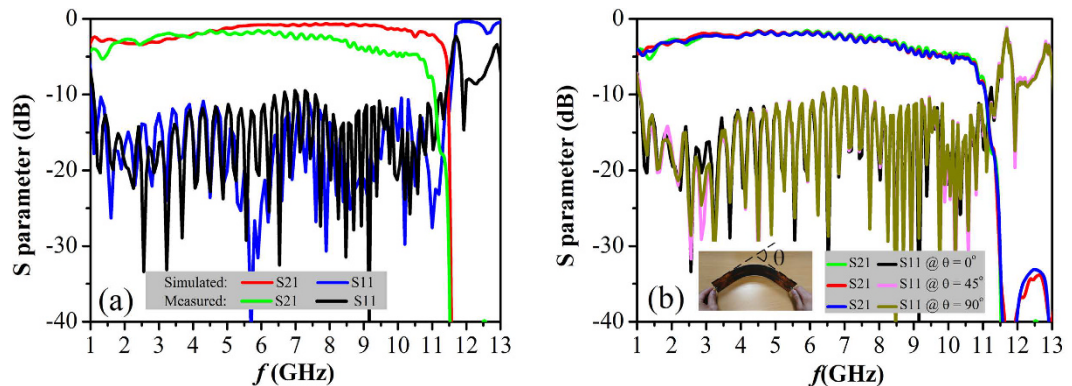 S parameter (dB)
0
-10
-20
-30
-40
(a)
Simulated: S21 S11
Measured: S21 S11
1 2 3 4 5 6 7 8 9 10 11 12 13
f (GHz)
S parameter (dB)
0
-10
-20
-30
-40
(b)
θ
S21 S11 @ θ = 0°
S21 S11 @ θ = 45°
S21 S11 @ θ = 90°
1 2 3 4 5 6 7 8 9 10 11 12 13
f(GHz)